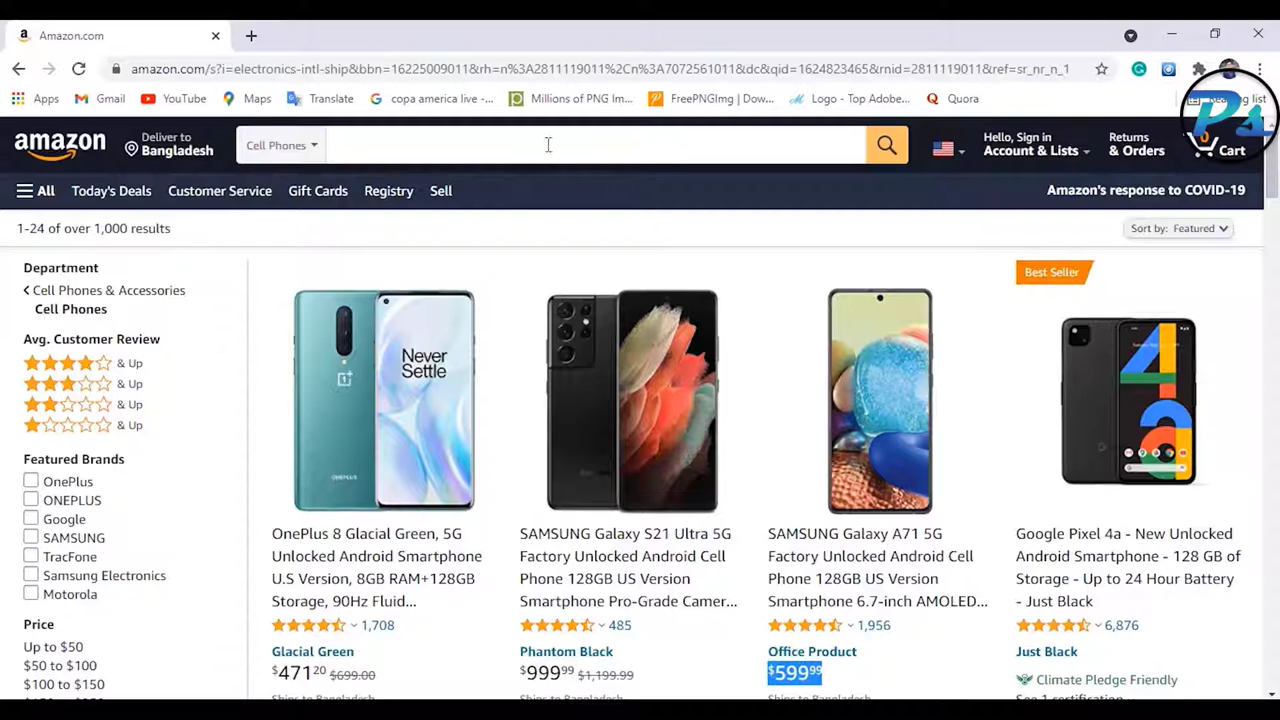 Amazon.com
amazon.com/s?i=electronics-intl-ship&bbn=16225009011&rh=n%3A2811119011%2Cn%3A7072561011&dc&qid=1624823465&rnid=2811119011&ref=sr_nr_n_1
Apps Gmail YouTube Maps Translate copa america live -... Millions of PNG Im... FreePNGImg | Dow... Logo - Top Adobe... Quora Reading list
Ps
amazon
Deliver to
Bangladesh
Cell Phones
Hello, Sign in
Account & Lists
Returns
& Orders
0
Cart
All Today's Deals Customer Service Gift Cards Registry Sell Amazon's response to COVID-19
1-24 of over 1,000 results
Sort by: Featured
Department
Cell Phones & Accessories
Cell Phones
Avg. Customer Review
& Up
& Up
& Up
& Up
Featured Brands
OnePlus
ONEPLUS
Google
SAMSUNG
TracFone
Samsung Electronics
Motorola
Price
Up to $50
$50 to $100
$100 to $150
Never
Settle
ONEPLUS
OnePlus 8 Glacial Green, 5G
Unlocked Android Smartphone
U.S Version, 8GB RAM+128GB
Storage, 90Hz Fluid...
1,708
Glacial Green
$471.20 $699.00
Ships to Bangladesh
SAMSUNG Galaxy S21 Ultra 5G
Factory Unlocked Android Cell
Phone 128GB US Version
Smartphone Pro-Grade Camer...
485
Phantom Black
$999.99 $1,199.99
Ships to Bangladesh
SAMSUNG Galaxy A71 5G
Factory Unlocked Android Cell
Phone 128GB US Version
Smartphone 6.7-inch AMOLED...
1,956
Office Product
$599.99
Ships to Bangladesh
Best Seller
Google Pixel 4a - New Unlocked
Android Smartphone - 128 GB of
Storage - Up to 24 Hour Battery
- Just Black
6,876
Just Black
Climate Pledge Friendly
See 1 certification